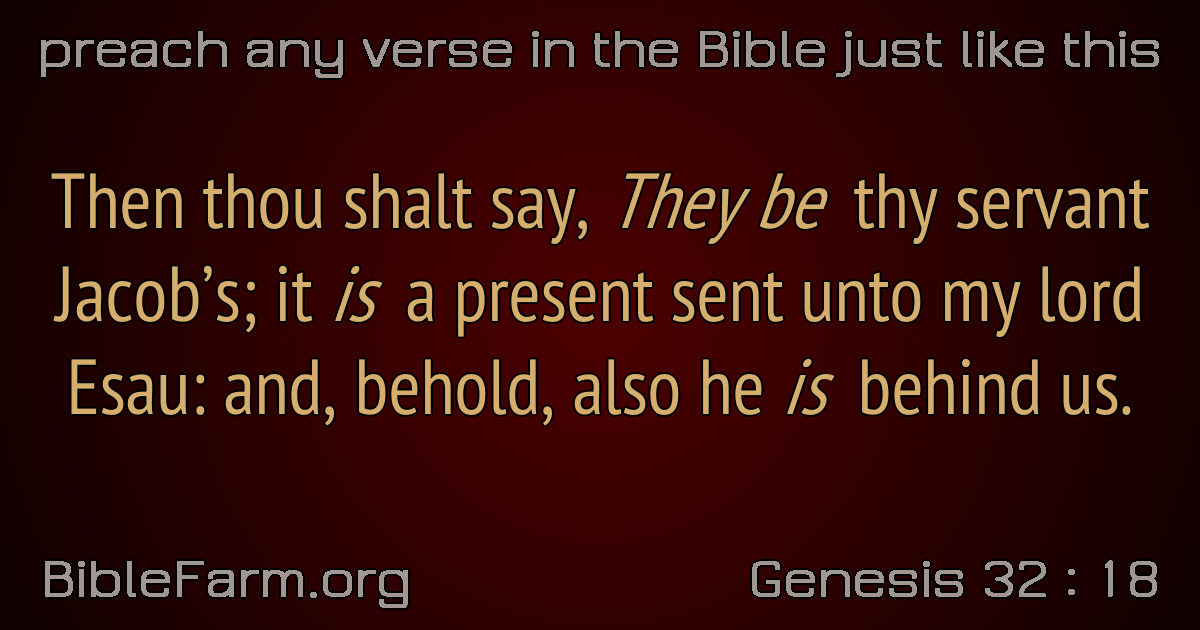 preach any verse in the Bible just like this
Then thou shalt say, They be thy servant
Jacob’s; it is a present sent unto my lord
Esau: and, behold, also he is behind us.
BibleFarm.org
Genesis 32 : 18